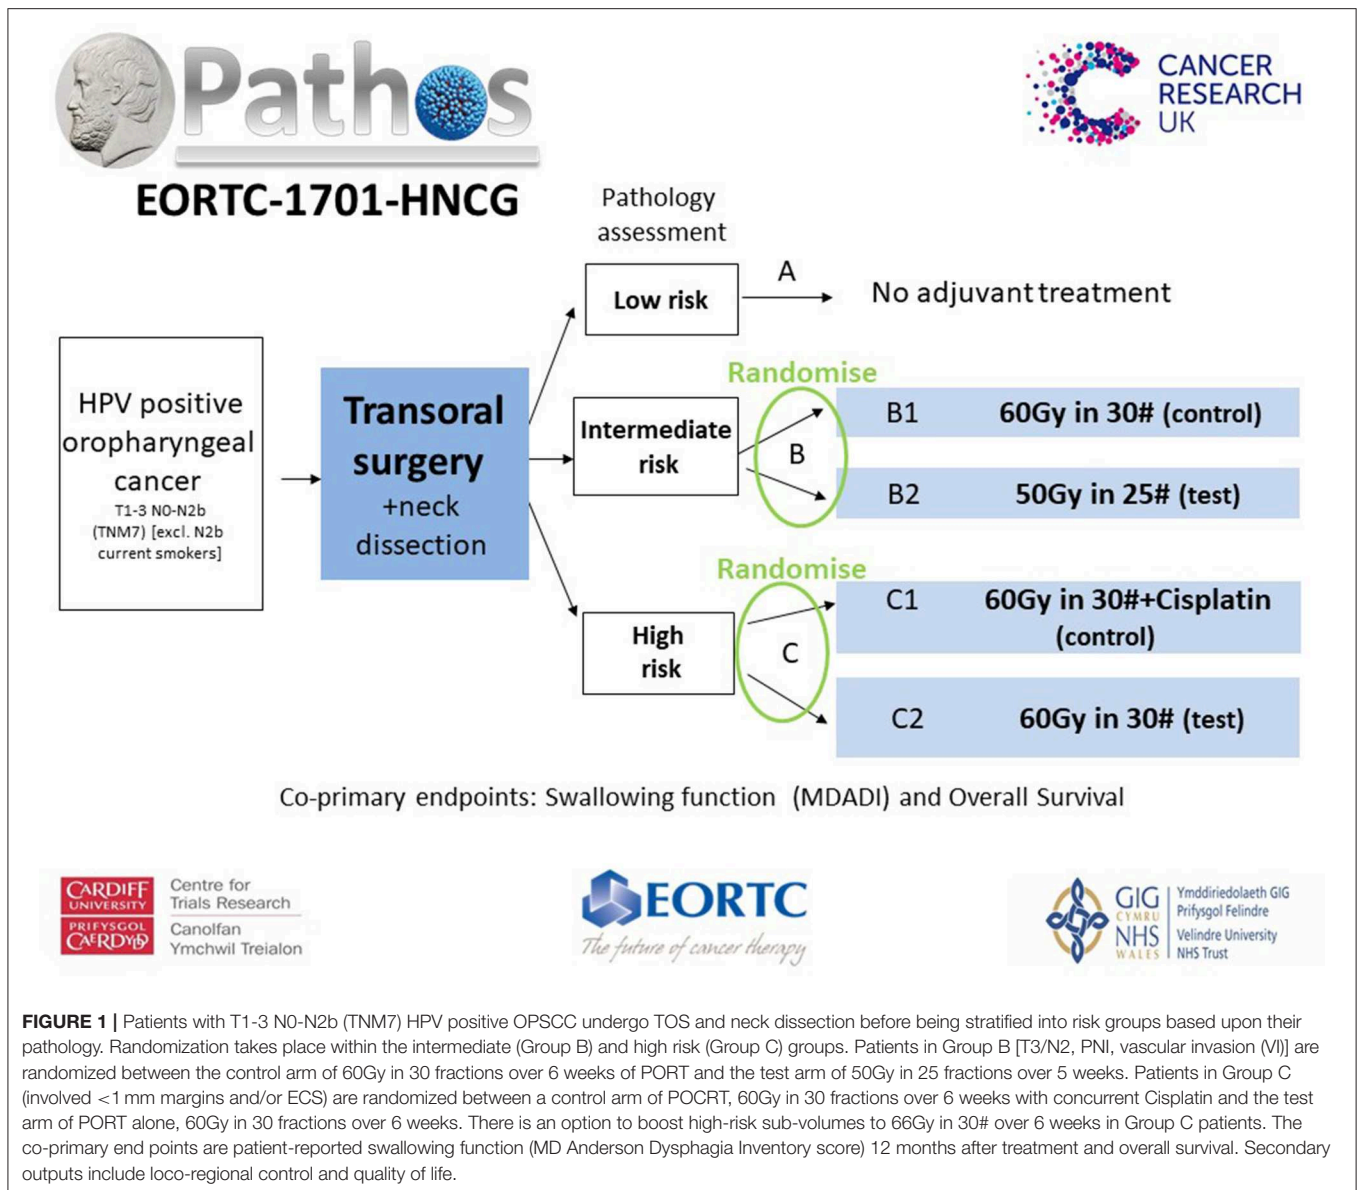 Pathos
EORTC-1701-HNCG
CANCER
RESEARCH
UK
Pathology
assessment
Low risk
A
No adjuvant treatment
HPV positive
oropharyngeal
cancer
T1-3 N0-N2b
(TNM7) [excl. N2b
current smokers]
Transoral
surgery
+neck
dissection
Intermediate
risk
Randomise
B
B1 60Gy in 30# (control)
B2 50Gy in 25# (test)
High
risk
Randomise
C
C1 60Gy in 30#+Cisplatin
(control)
C2 60Gy in 30# (test)
Co-primary endpoints: Swallowing function (MDADI) and Overall Survival
CARDIFF
UNIVERSITY
PRIFYSGOL
CAERDYDD
Centre for
Trials Research
Canolfan
Ymchwil Treialon
EORTC
The future of cancer therapy
GIG
CYMRU
NHS
WALES
Ymddiriedolaeth GIG
Prifysgol Felindre
Velindre University
NHS Trust
FIGURE 1 | Patients with T1-3 N0-N2b (TNM7) HPV positive OPSCC undergo TOS and neck dissection before being stratified into risk groups based upon their
pathology. Randomization takes place within the intermediate (Group B) and high risk (Group C) groups. Patients in Group B [T3/N2, PNI, vascular invasion (VI)] are
randomized between the control arm of 60Gy in 30 fractions over 6 weeks of PORT and the test arm of 50Gy in 25 fractions over 5 weeks. Patients in Group C
(involved <1 mm margins and/or ECS) are randomized between a control arm of POCRT, 60Gy in 30 fractions over 6 weeks with concurrent Cisplatin and the test
arm of PORT alone, 60Gy in 30 fractions over 6 weeks. There is an option to boost high-risk sub-volumes to 66Gy in 30# over 6 weeks in Group C patients. The
co-primary end points are patient-reported swallowing function (MD Anderson Dysphagia Inventory score) 12 months after treatment and overall survival. Secondary
outputs include loco-regional control and quality of life.